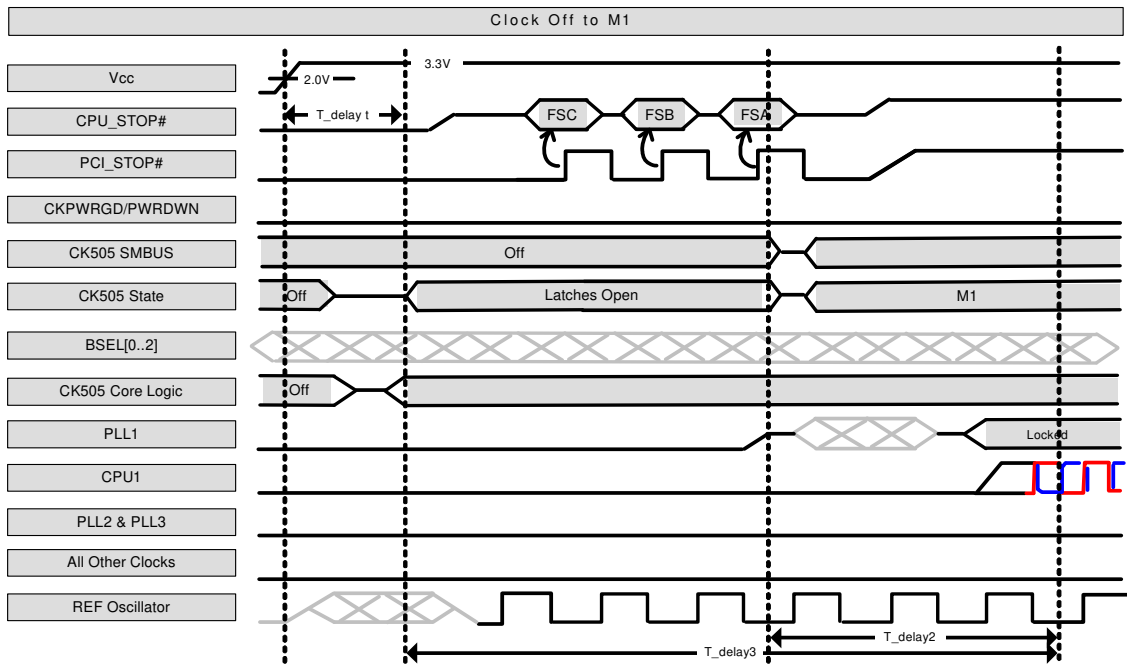 Clock Off to M1
Vcc
2.0V
3.3V
CPU_STOP#
T_delay t
FSC
FSB
FSA
PCI_STOP#
CKPWRGD/PWRDWN
CK505 SMBUS
Off
CK505 State
Off
Latches Open
M1
BSEL[0..2]
CK505 Core Logic
Off
PLL1
Locked
CPU1
PLL2 & PLL3
All Other Clocks
REF Oscillator
T_delay2
T_delay3